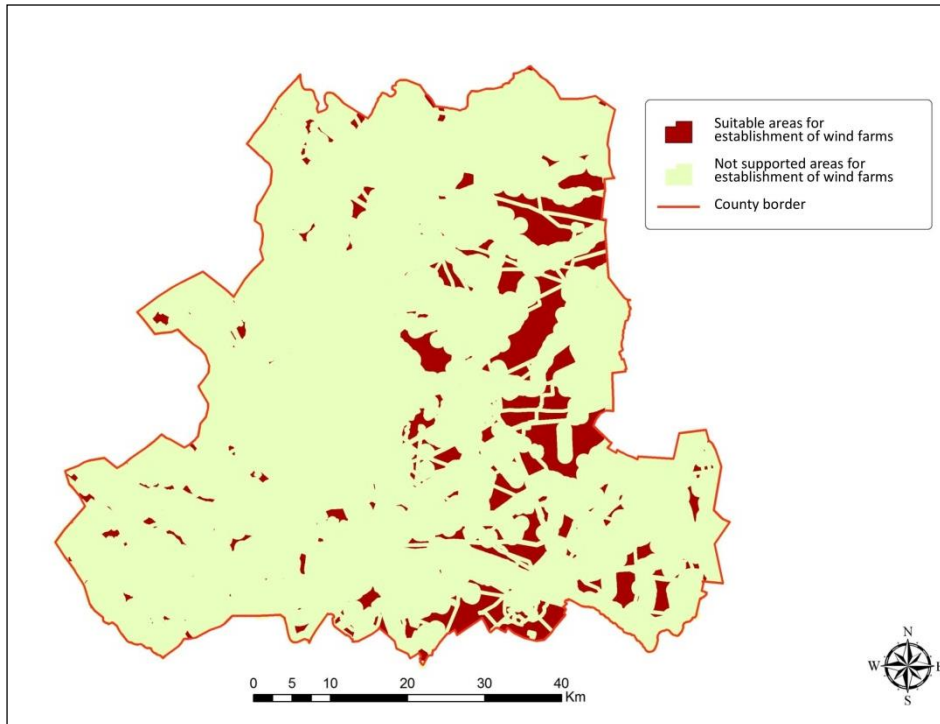 Suitable areas for
establishment of wind farms
Not supported areas for
establishment of wind farms
County border
N
W E
S
0 5 10 20 30 40
Km